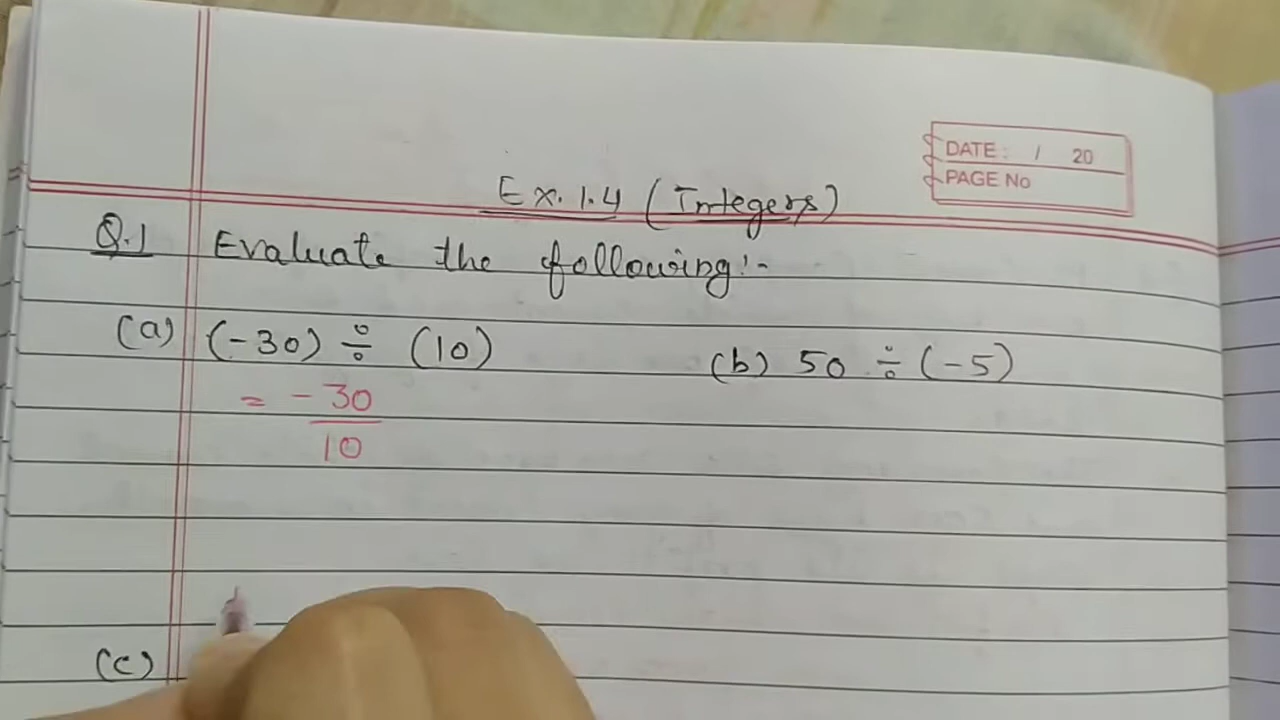 DATE : / 20
PAGE No
Ex. 1.4 (Integers)
Q.1 Evaluate the following:-
(a) (-30) ÷ (10) (b) 50 ÷ (-5)
= -30/10
(c)